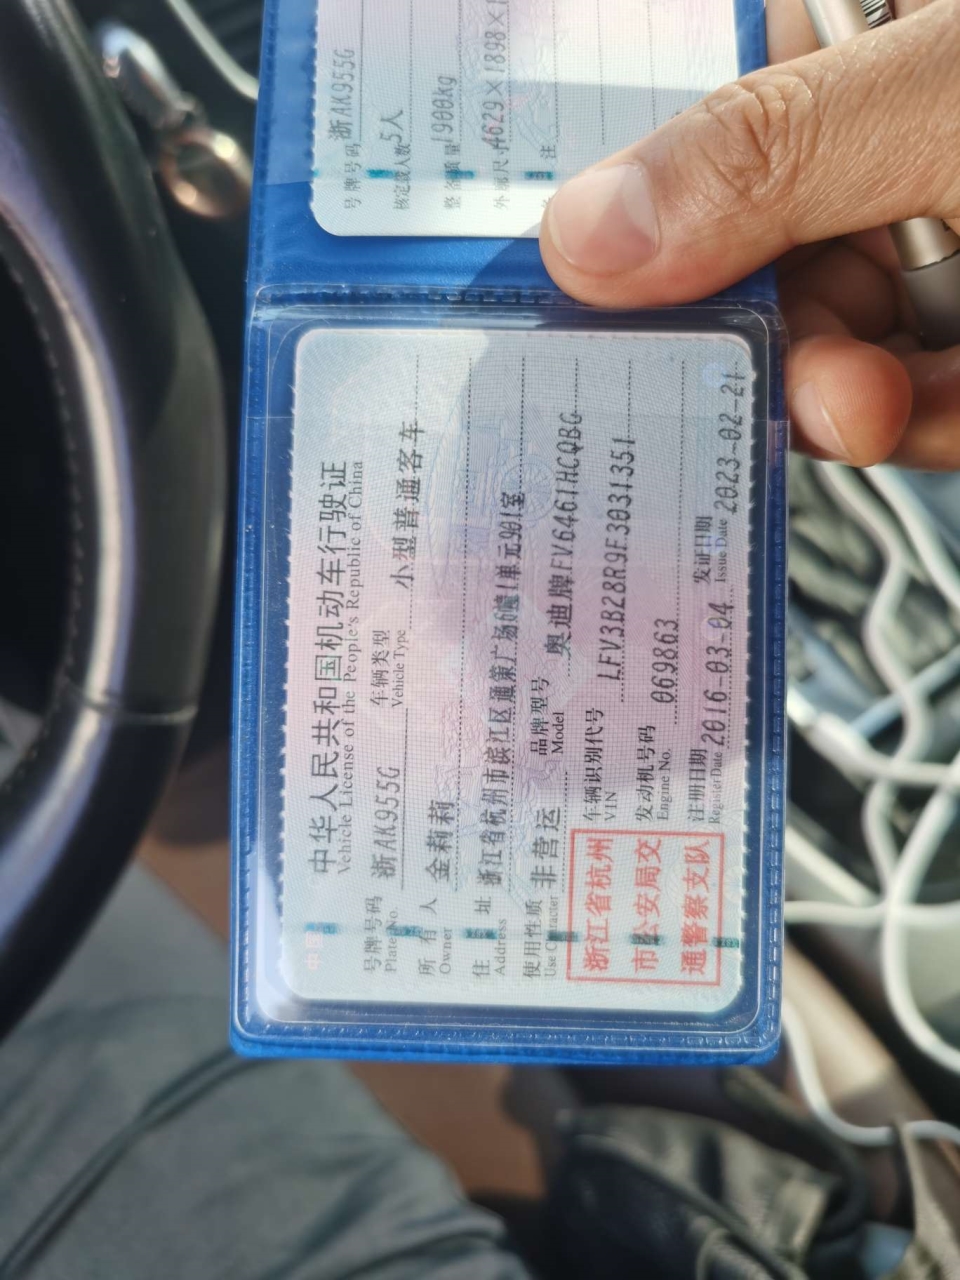 号牌号码 浙AK955G
核定载人数 5人
整备质量 1900kg
外廓尺寸 4629×1898×1
注
中华人民共和国机动车行驶证
Vehicle License of the People's Republic of China
号牌号码 浙AK955G 车辆类型 小型普通客车
Plate No. Vehicle Type
所有人 金莉莉
Owner
住址 浙江省杭州市滨江区通策广场6幢1单元901室
Address
使用性质 非营运 品牌型号 奥迪牌FV6461HCQBG
Use Character Model
浙江省杭州
市公安局交
通警察支队
车辆识别代号 LFV3B28R9F3031351
VIN
发动机号码 069863
Engine No.
注册日期 2016-03-04 发证日期 2023-02-21
Register Date Issue Date